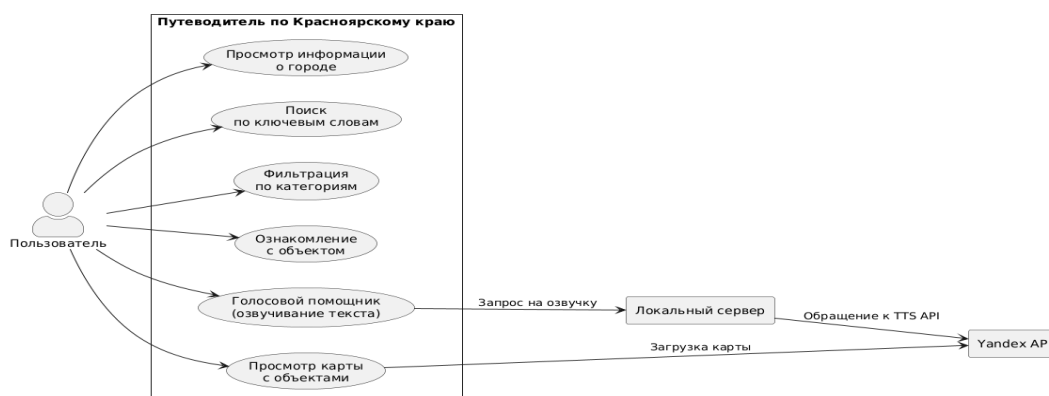 Путеводитель по Красноярскому краю
Просмотр информации
о городе
Поиск
по ключевым словам
Фильтрация
по категориям
Пользователь
Ознакомление
с объектом
Голосовой помощник
(озвучивание текста)
Запрос на озвучку
Локальный сервер
Обращение к TTS API
Загрузка карты
Yandex API
Просмотр карты
с объектами